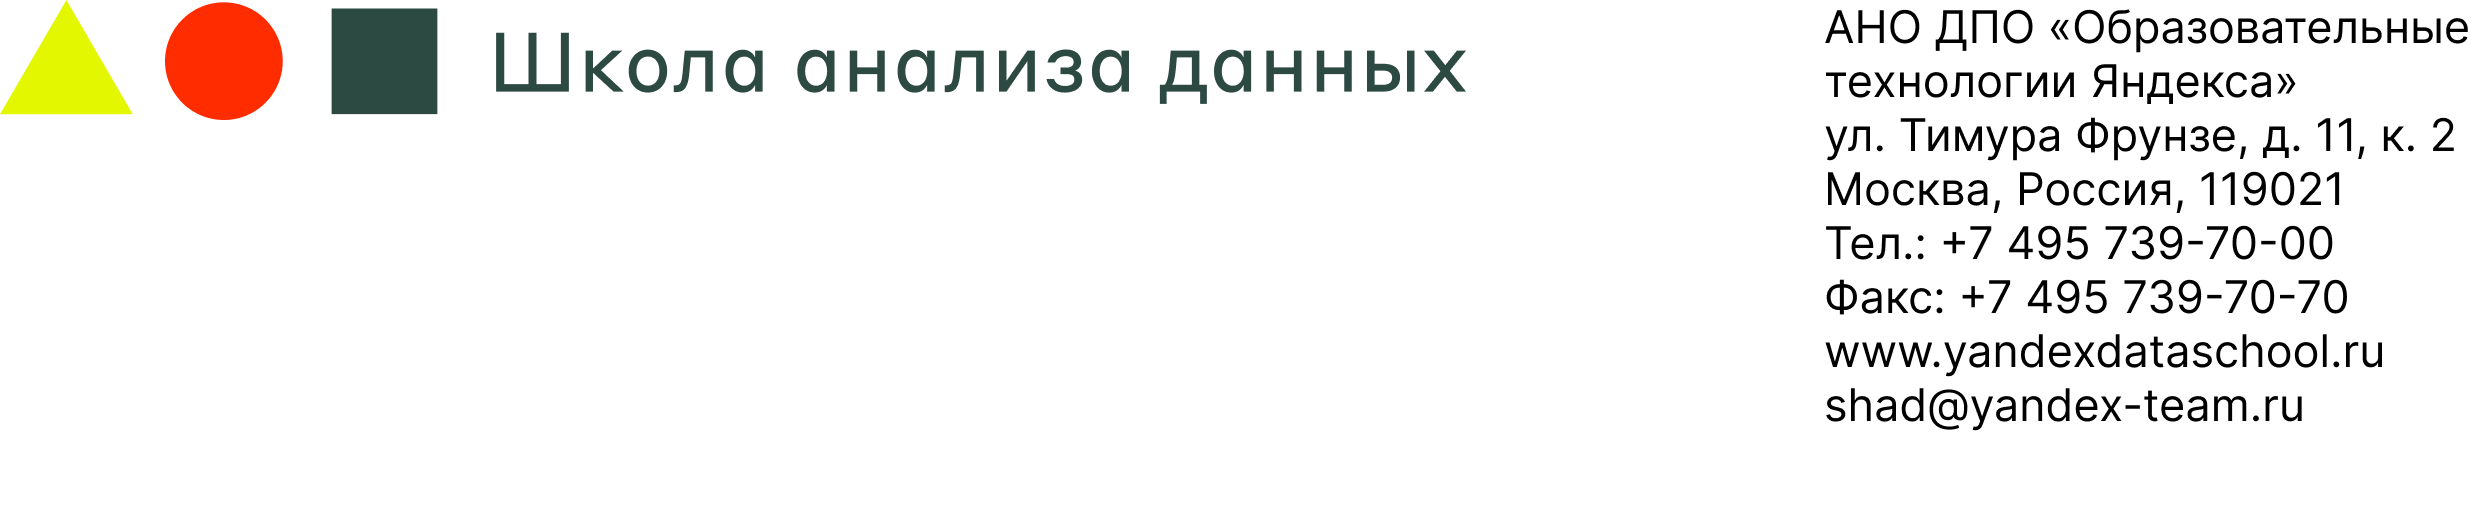 Школа анализа данных
АНО ДПО «Образовательные
технологии Яндекса»
ул. Тимура Фрунзе, д. 11, к. 2
Москва, Россия, 119021
Тел.: +7 495 739-70-00
Факс: +7 495 739-70-70
www.yandexdataschool.ru
shad@yandex-team.ru